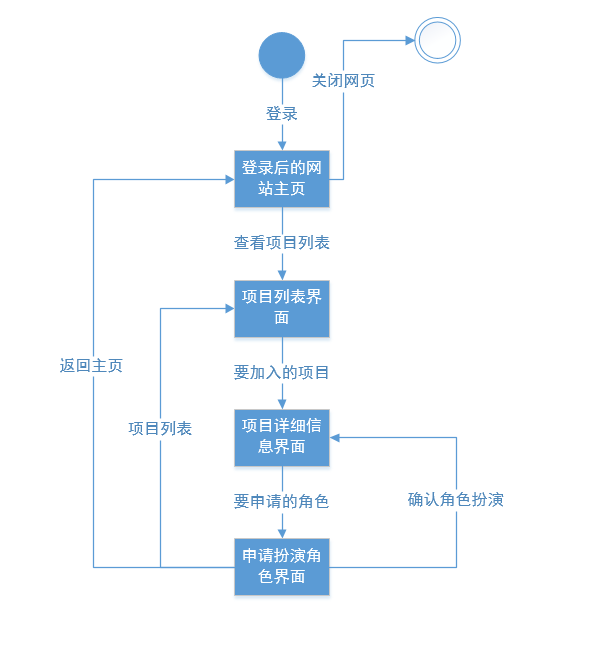 关闭网页
登录
登录后的网
站主页
查看项目列表
项目列表界
面
返回主页
要加入的项目
项目列表
项目详细信
息界面
要申请的角色
确认角色扮演
申请扮演角
色界面